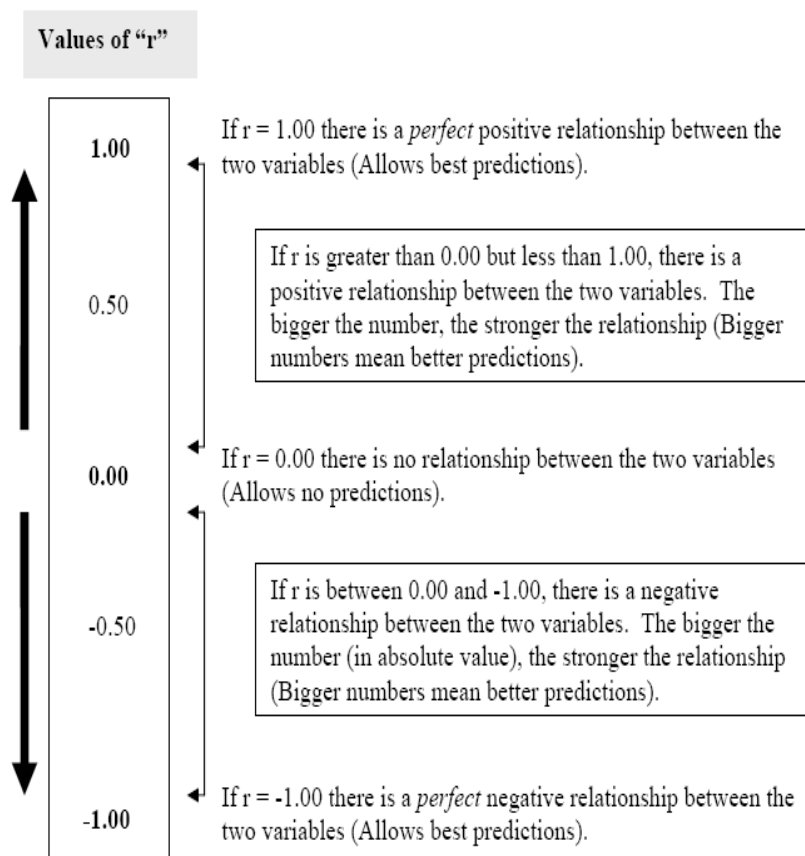 Values of “r”
1.00
If r = 1.00 there is a perfect positive relationship between the
two variables (Allows best predictions).
If r is greater than 0.00 but less than 1.00, there is a
positive relationship between the two variables.  The
bigger the number, the stronger the relationship (Bigger
numbers mean better predictions).
0.50
0.00
If r = 0.00 there is no relationship between the two variables
(Allows no predictions).
If r is between 0.00 and -1.00, there is a negative
relationship between the two variables.  The bigger the
number (in absolute value), the stronger the relationship
(Bigger numbers mean better predictions).
-0.50
-1.00
If r = -1.00 there is a perfect negative relationship between the
two variables (Allows best predictions).